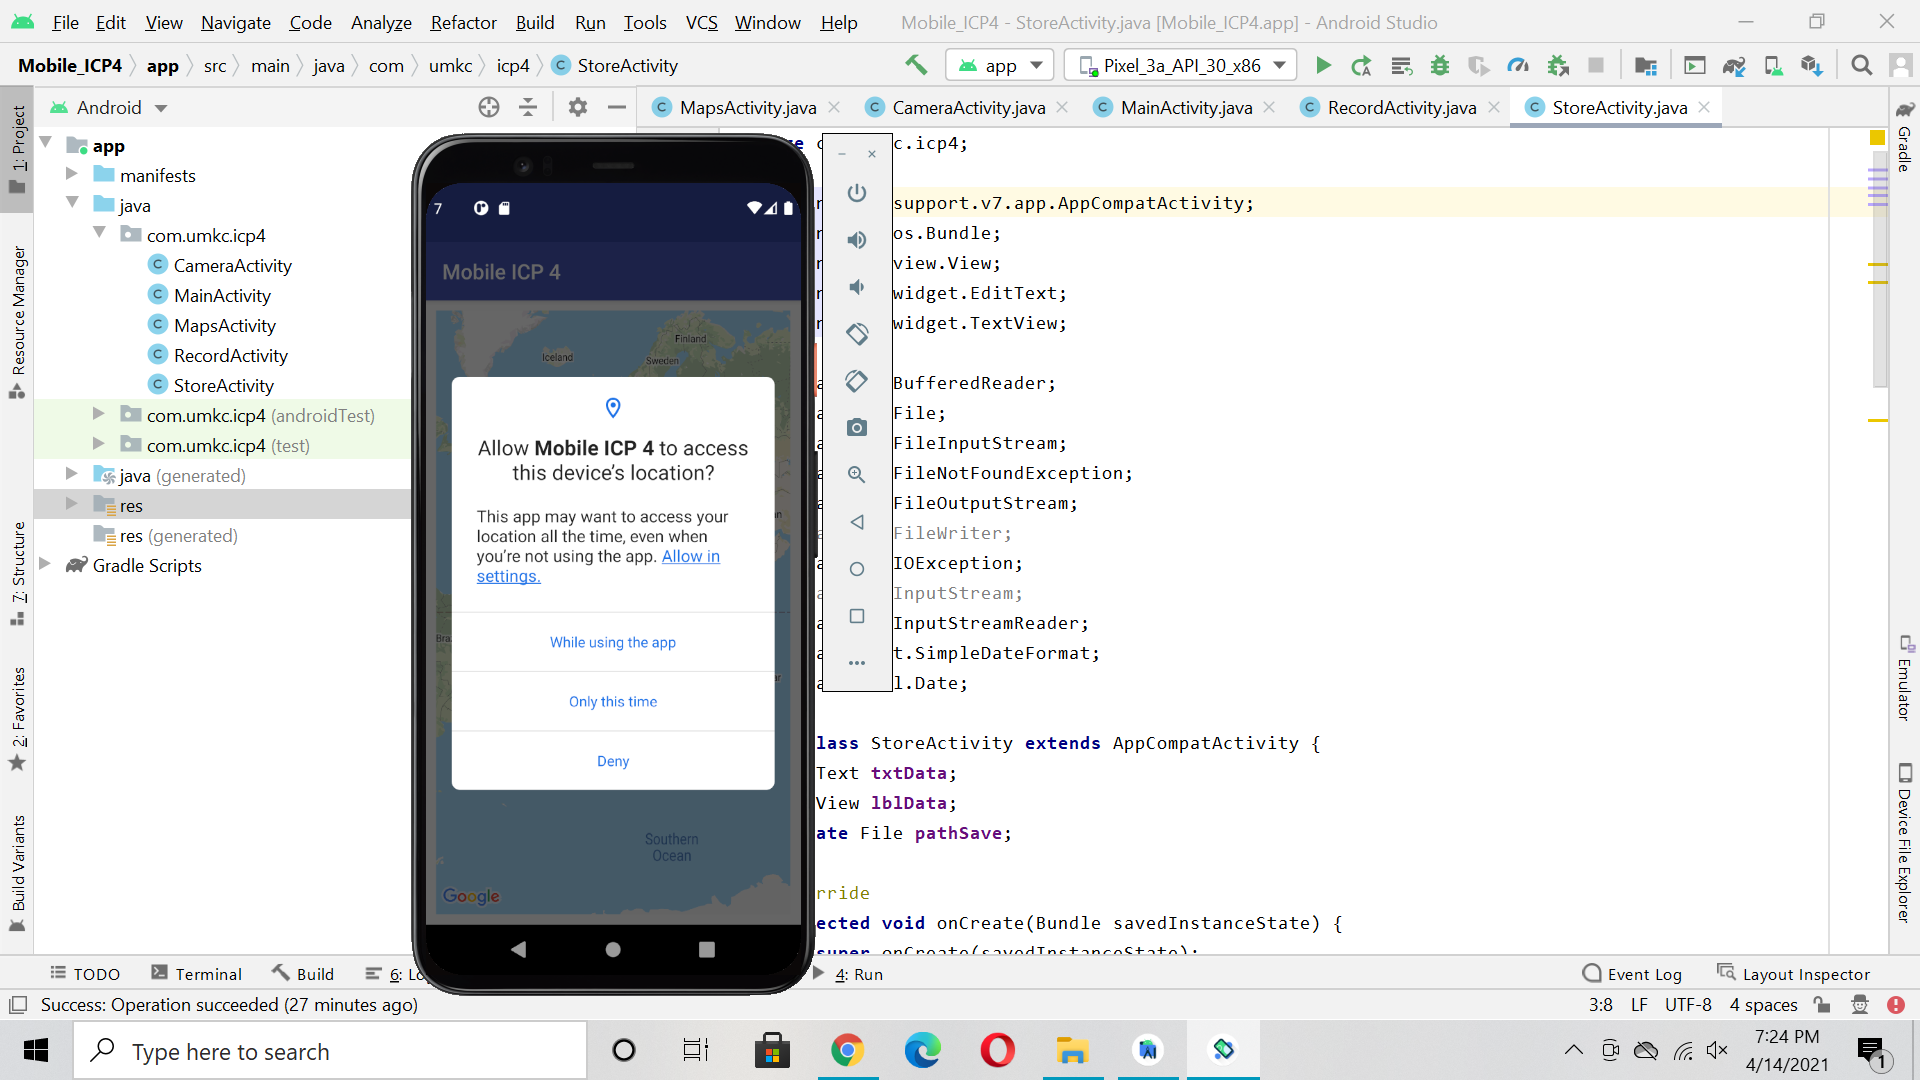 File Edit View Navigate Code Analyze Refactor Build Run Tools VCS Window Help Mobile_ICP4 - StoreActivity.java [Mobile_ICP4.app] - Android Studio
Mobile_ICP4 app src main java com umkc icp4 StoreActivity app Pixel_3a_API_30_x86
Android MapsActivity.java CameraActivity.java MainActivity.java RecordActivity.java StoreActivity.java
1: Project
Resource Manager
7: Structure
2: Favorites
Build Variants
app
manifests
java
com.umkc.icp4
CameraActivity
MainActivity
MapsActivity
RecordActivity
StoreActivity
com.umkc.icp4 (androidTest)
com.umkc.icp4 (test)
java (generated)
res
res (generated)
Gradle Scripts
7
Mobile ICP 4
Iceland
Finland
Sweden
Allow Mobile ICP 4 to access
this device's location?
This app may want to access your
location all the time, even when
you're not using the app. Allow in
settings.
While using the app
Only this time
Deny
Southern
Ocean
Google
c.icp4;
support.v7.app.AppCompatActivity;
os.Bundle;
view.View;
widget.EditText;
widget.TextView;
BufferedReader;
File;
FileInputStream;
FileNotFoundException;
FileOutputStream;
FileWriter;
IOException;
InputStream;
InputStreamReader;
t.SimpleDateFormat;
l.Date;
lass StoreActivity extends AppCompatActivity {
Text txtData;
View lblData;
ate File pathSave;
rride
ected void onCreate(Bundle savedInstanceState) {
super.onCreate(savedInstanceState);
Gradle
Emulator
Device File Explorer
TODO Terminal Build 6: Lo 4: Run Event Log Layout Inspector
Success: Operation succeeded (27 minutes ago) 3:8 LF UTF-8 4 spaces
Type here to search
7:24 PM
4/14/2021
1